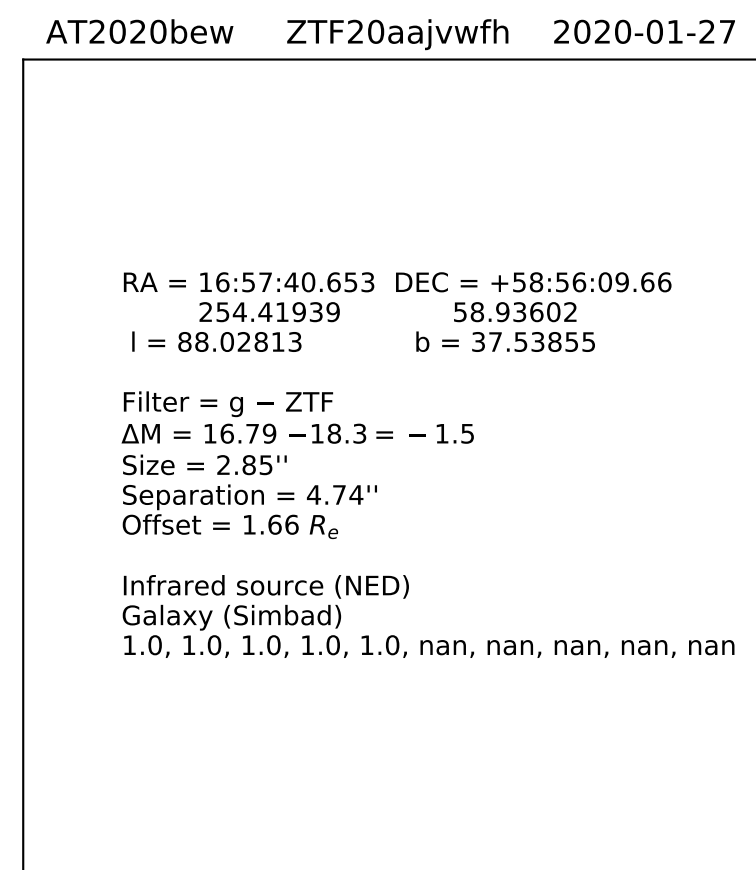 AT2020bew ZTF20aajvwfh 2020-01-27
RA = 16:57:40.653 DEC = +58:56:09.66
254.41939 58.93602
l = 88.02813 b = 37.53855
Filter = g − ZTF
ΔM = 16.79 −18.3 = − 1.5
Size = 2.85''
Separation = 4.74''
Offset = 1.66 Re
Infrared source (NED)
Galaxy (Simbad)
1.0, 1.0, 1.0, 1.0, 1.0, nan, nan, nan, nan, nan